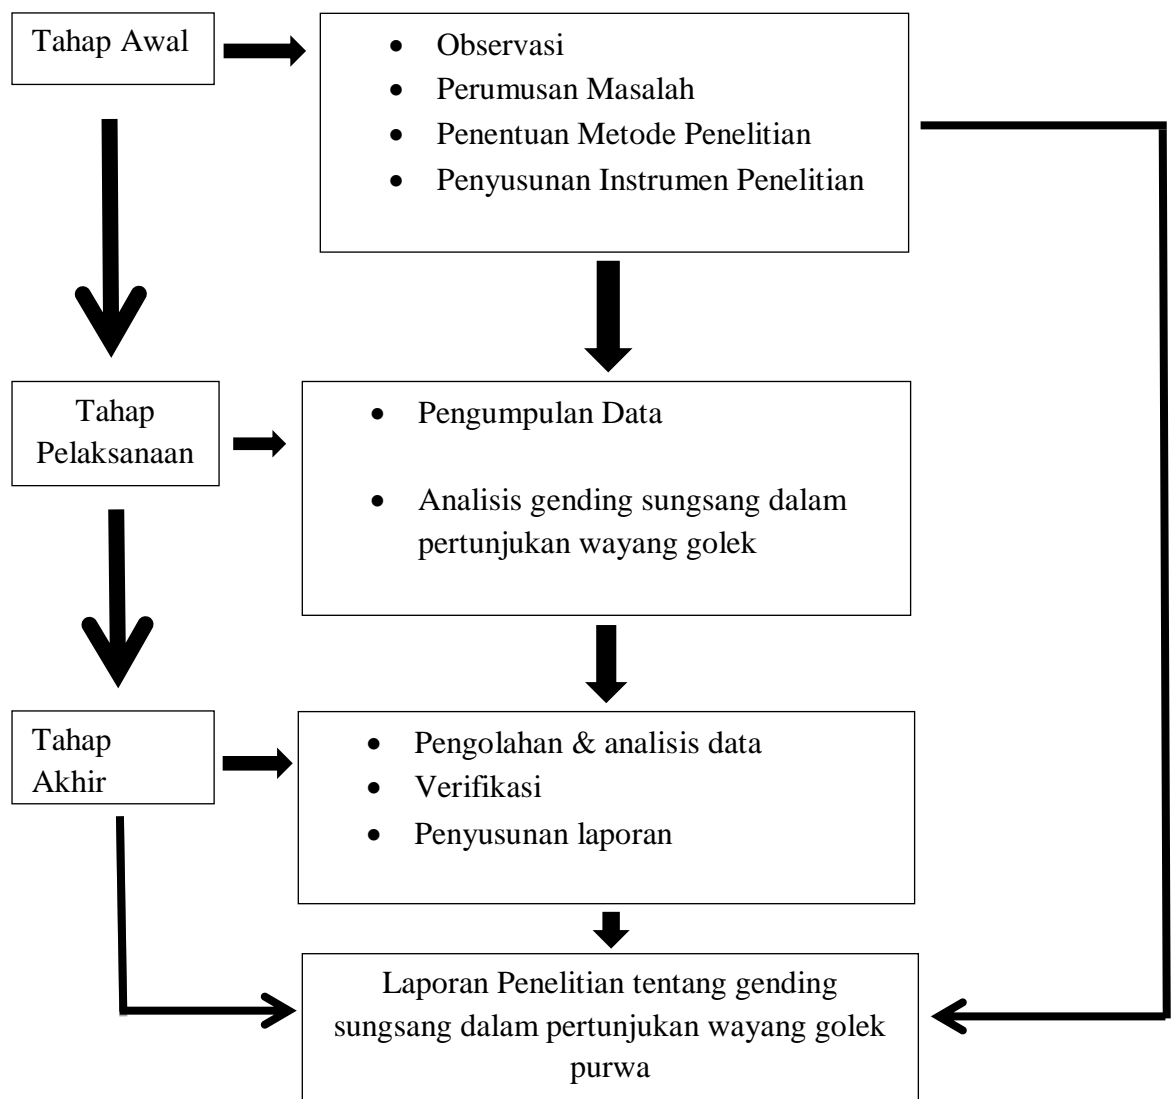 Tahap Awal
• Observasi
• Perumusan Masalah
• Penentuan Metode Penelitian
• Penyusunan Instrumen Penelitian
Tahap
Pelaksanaan
• Pengumpulan Data
• Analisis gending sungsang dalam
pertunjukan wayang golek
Tahap
Akhir
• Pengolahan & analisis data
• Verifikasi
• Penyusunan laporan
Laporan Penelitian tentang gending
sungsang dalam pertunjukan wayang golek
purwa